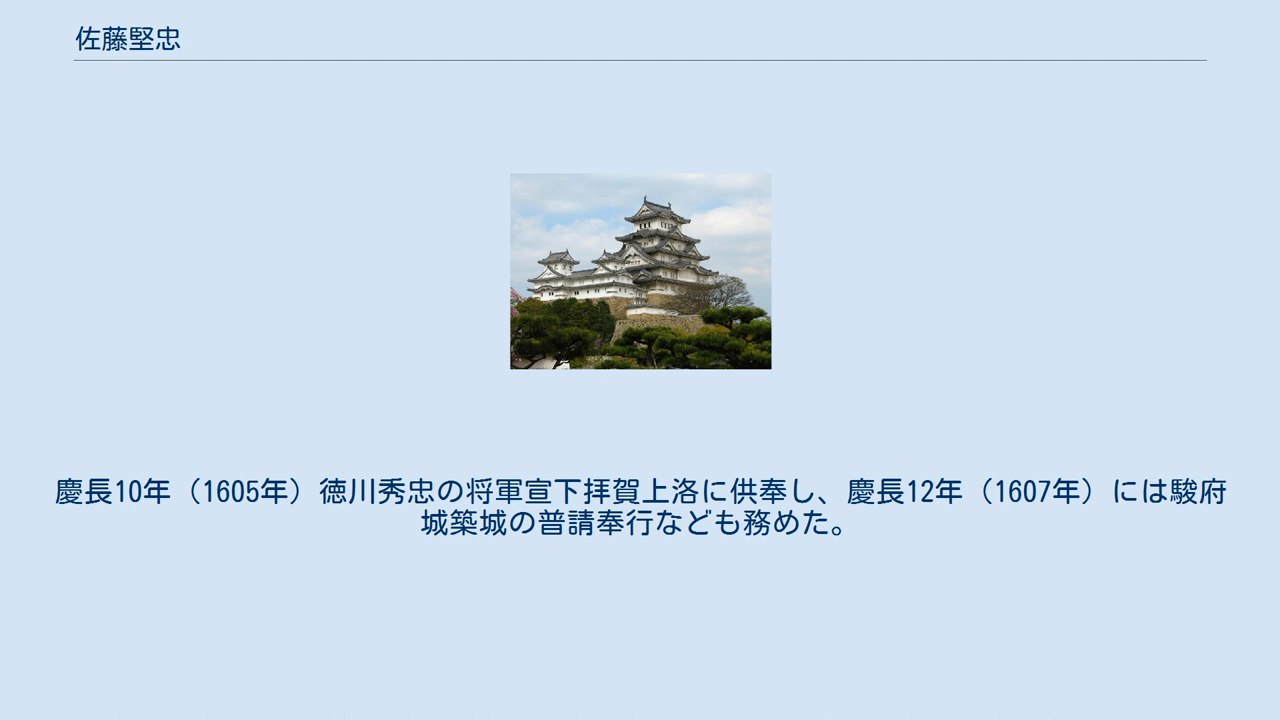 佐藤堅忠
慶長10年（1605年）徳川秀忠の将軍宣下拝賀上洛に供奉し、慶長12年（1607年）には駿府
城築城の普請奉行なども務めた。